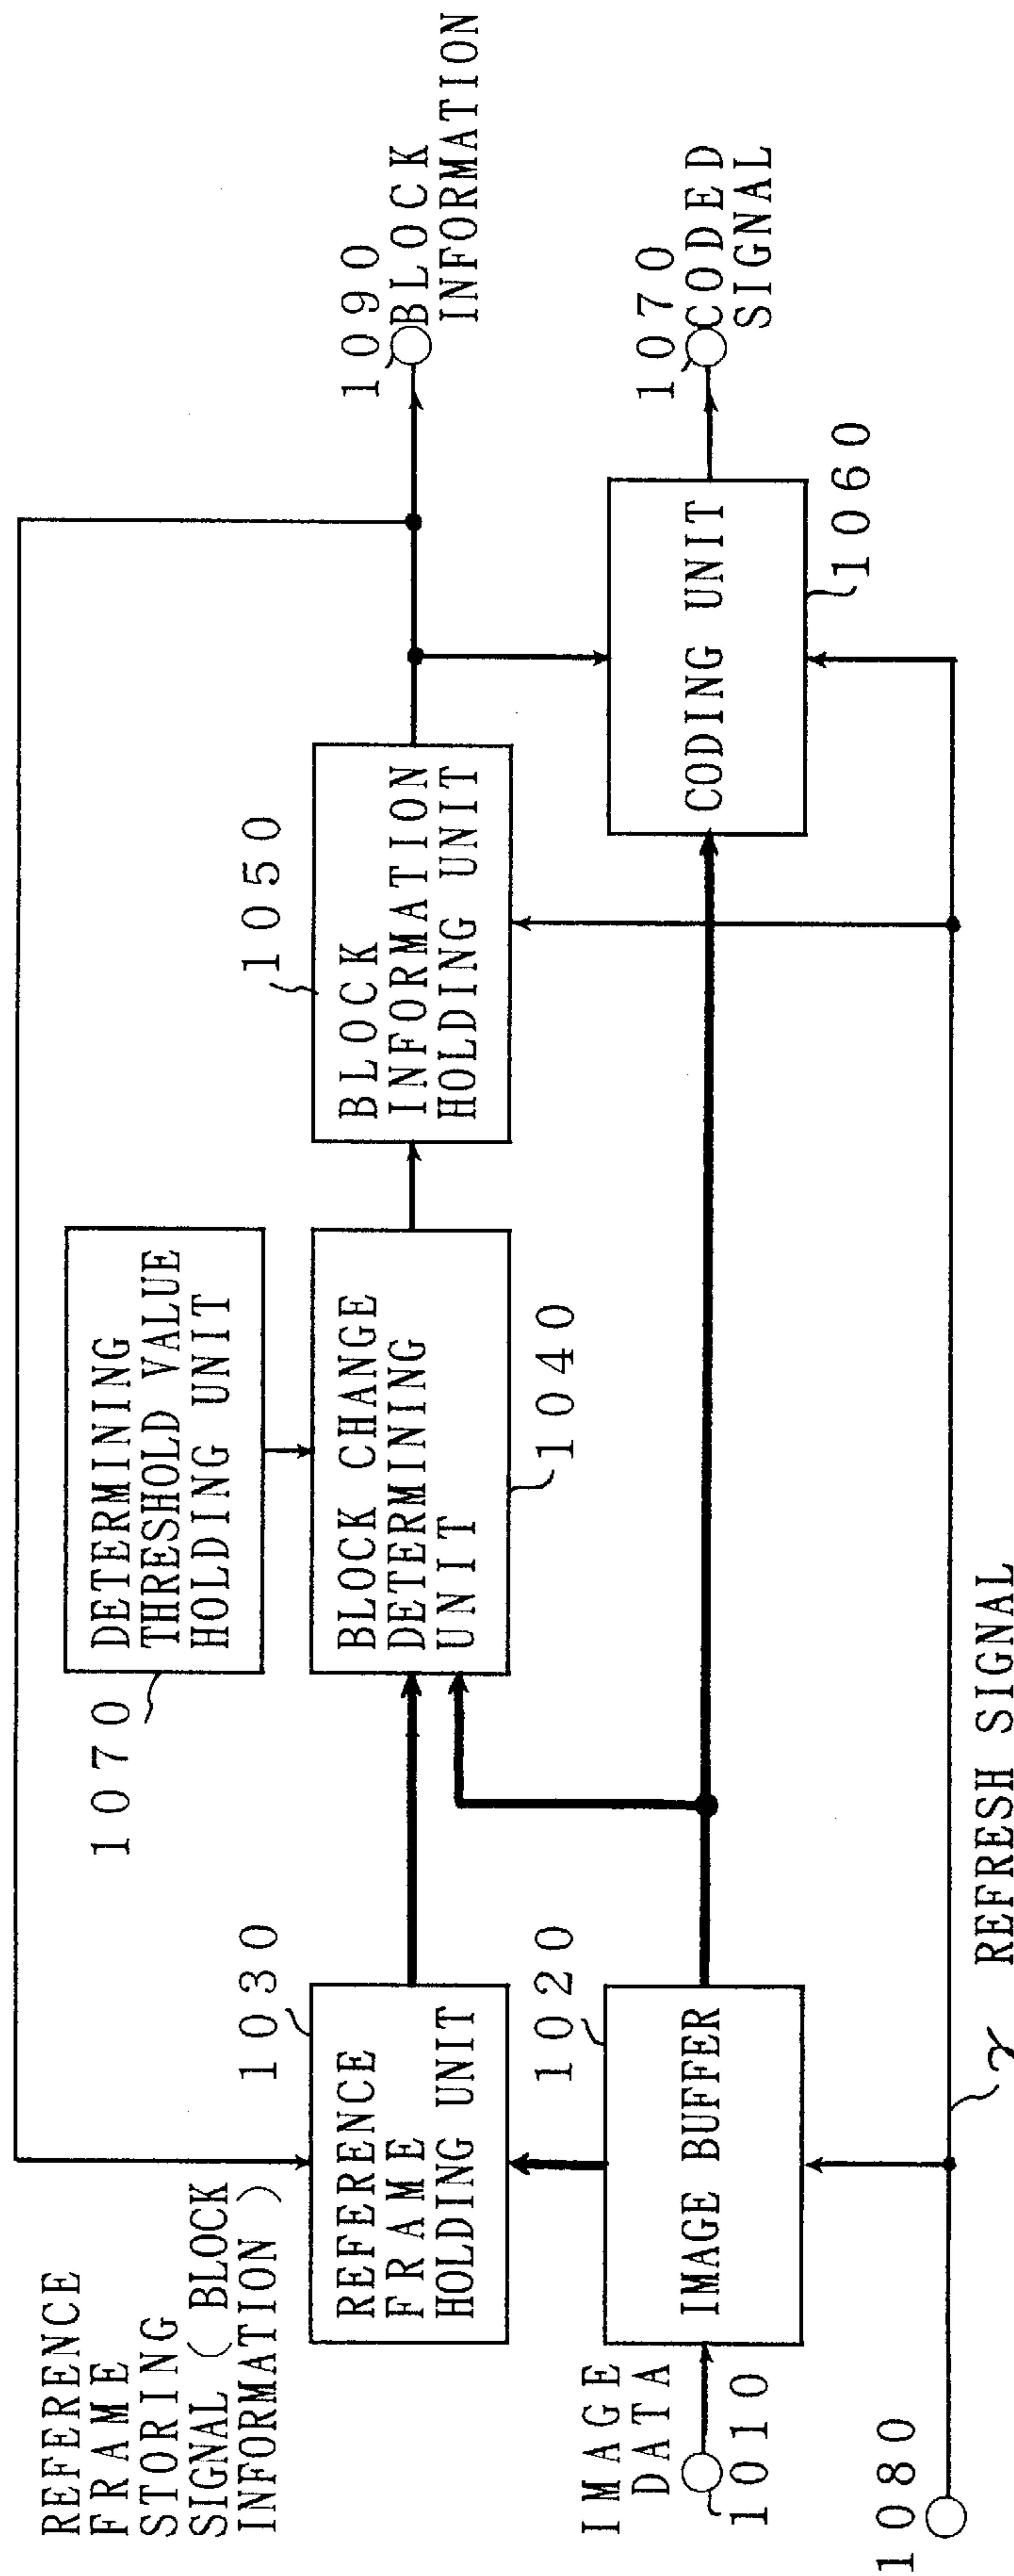 REFERENCE
FRAME
STORING
SIGNAL (BLOCK
INFORMATION)
1070
DETERMINING
THRESHOLD VALUE
HOLDING UNIT
1030
REFERENCE
FRAME
HOLDING UNIT
BLOCK CHANGE
DETERMINING
UNIT
1040
1050
BLOCK
INFORMATION
HOLDING UNIT
1090
BLOCK
INFORMATION
IMAGE
DATA
1010
1020
IMAGE BUFFER
CODING UNIT
1060
1070
CODED
SIGNAL
1080
γ
REFRESH SIGNAL